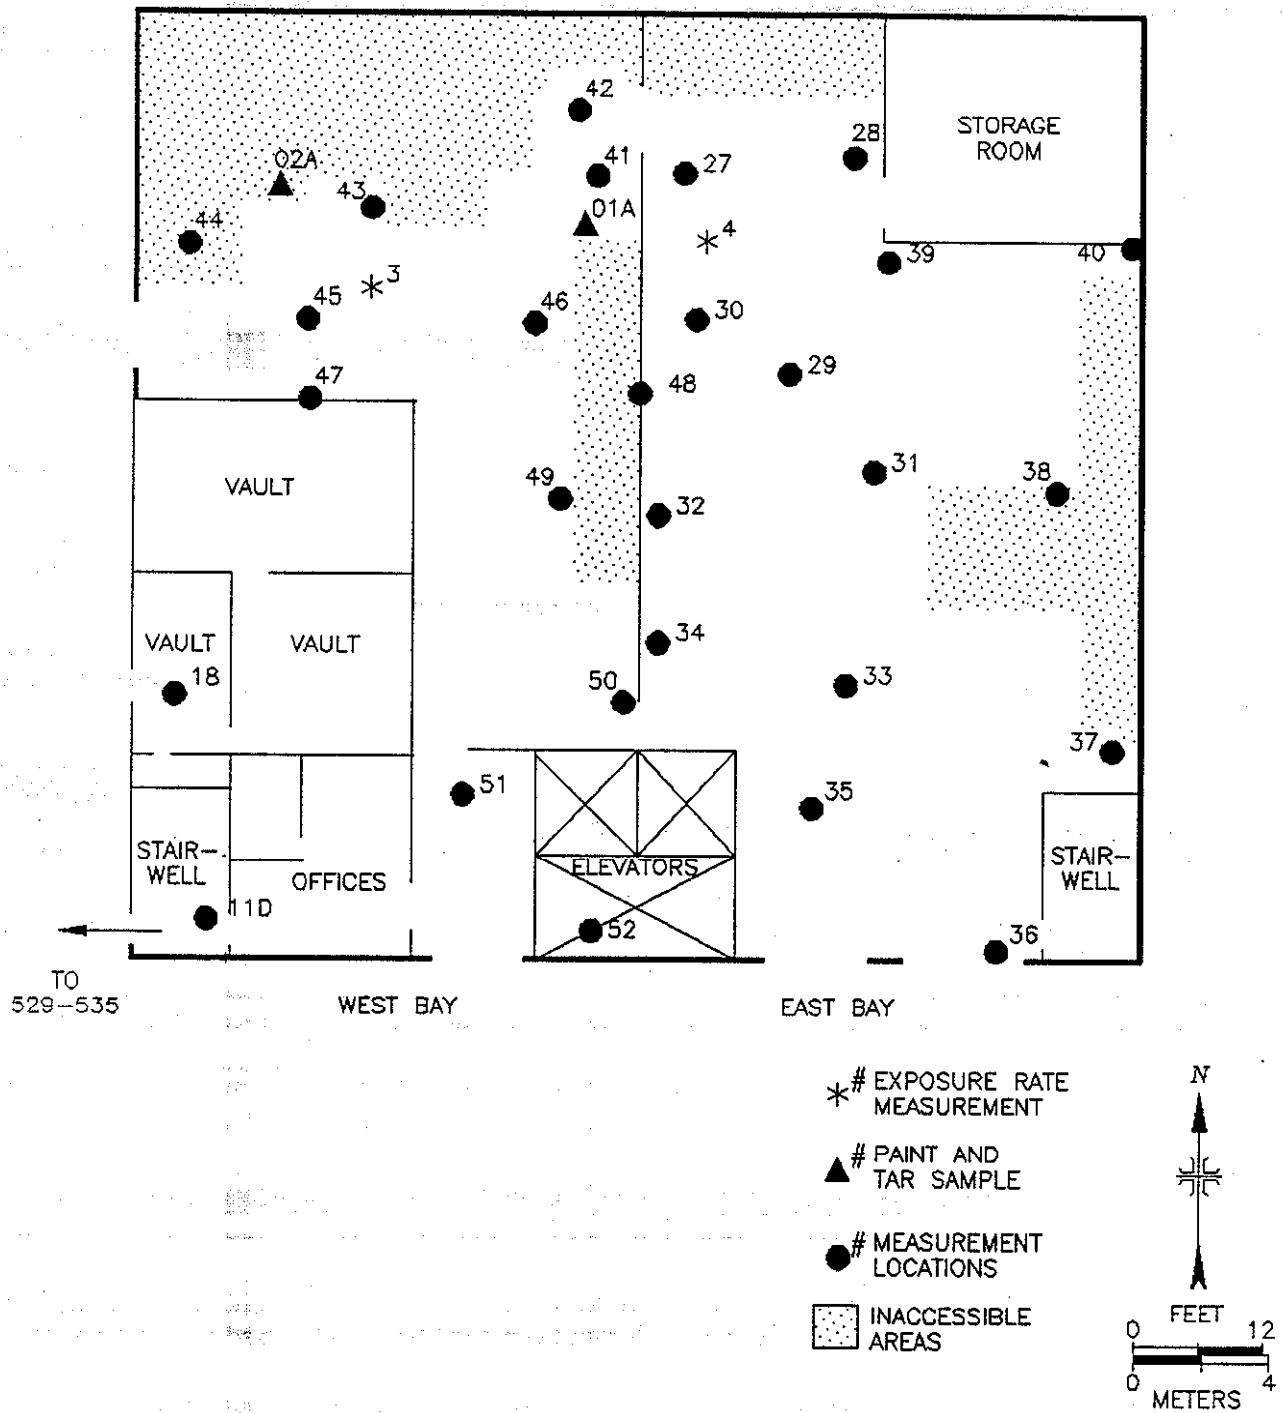 42
28
STORAGE
ROOM
02A
41
27
43
01A
44
4
39
40
3
45
46
30
47
29
48
31
38
VAULT
49
32
VAULT
VAULT
34
18
50
33
37
51
35
STAIR-
WELL
ELEVATORS
STAIR-
WELL
OFFICES
11D
52
36
TO
529-535
WEST BAY
EAST BAY
# EXPOSURE RATE
MEASUREMENT
# PAINT AND
TAR SAMPLE
# MEASUREMENT
LOCATIONS
INACCESSIBLE
AREAS
N
FEET
0 12
0 4
METERS